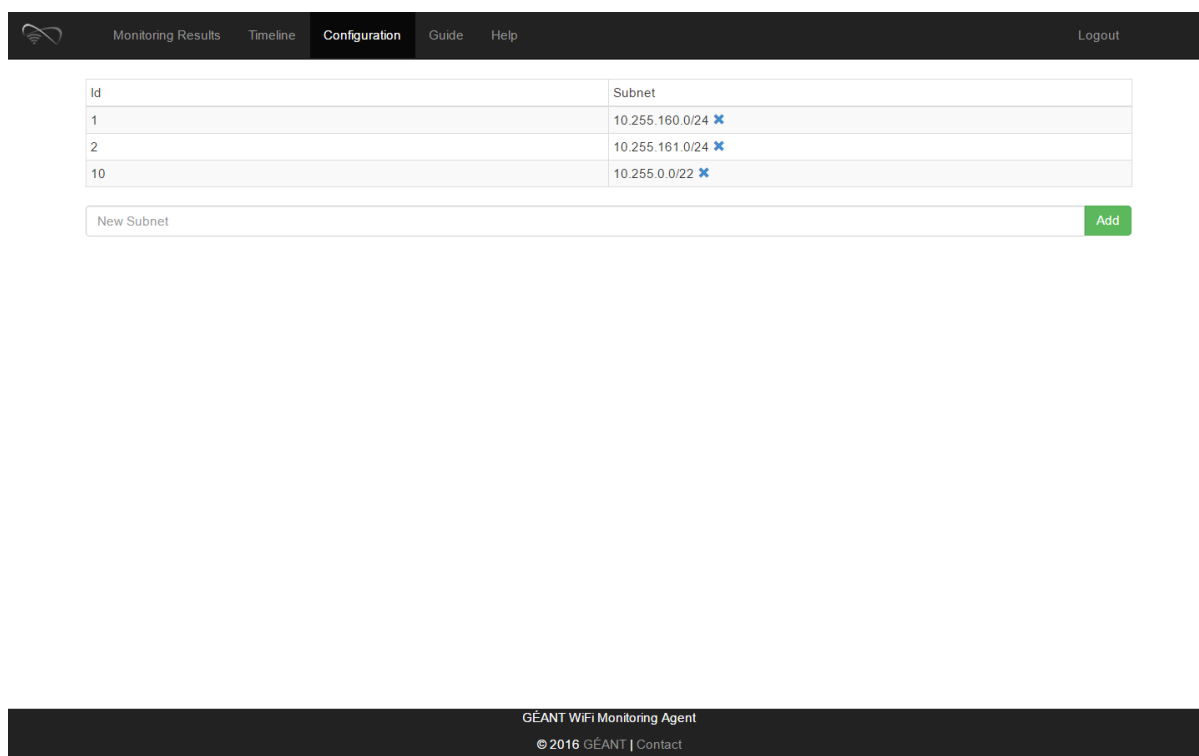 Monitoring Results Timeline Configuration Guide Help Logout
Id Subnet
1 10.255.160.0/24
2 10.255.161.0/24
10 10.255.0.0/22
New Subnet Add
GÉANT WiFi Monitoring Agent
© 2016 GÉANT | Contact